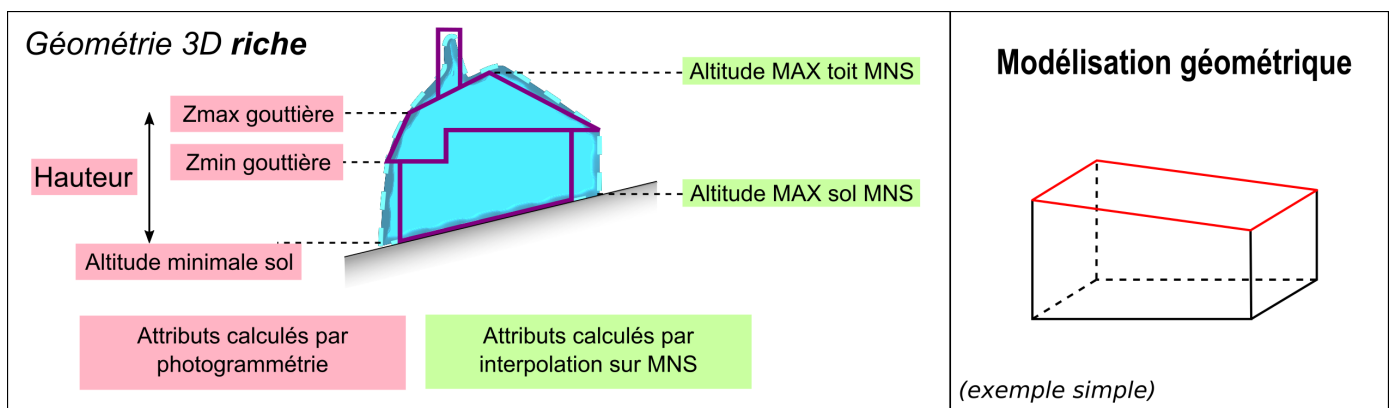 Géométrie 3D riche
Altitude MAX toit MNS
Zmax gouttière
Zmin gouttière
Hauteur
Altitude MAX sol MNS
Altitude minimale sol
Attributs calculés par
photogrammétrie
Attributs calculés par
interpolation sur MNS
Modélisation géométrique
(exemple simple)